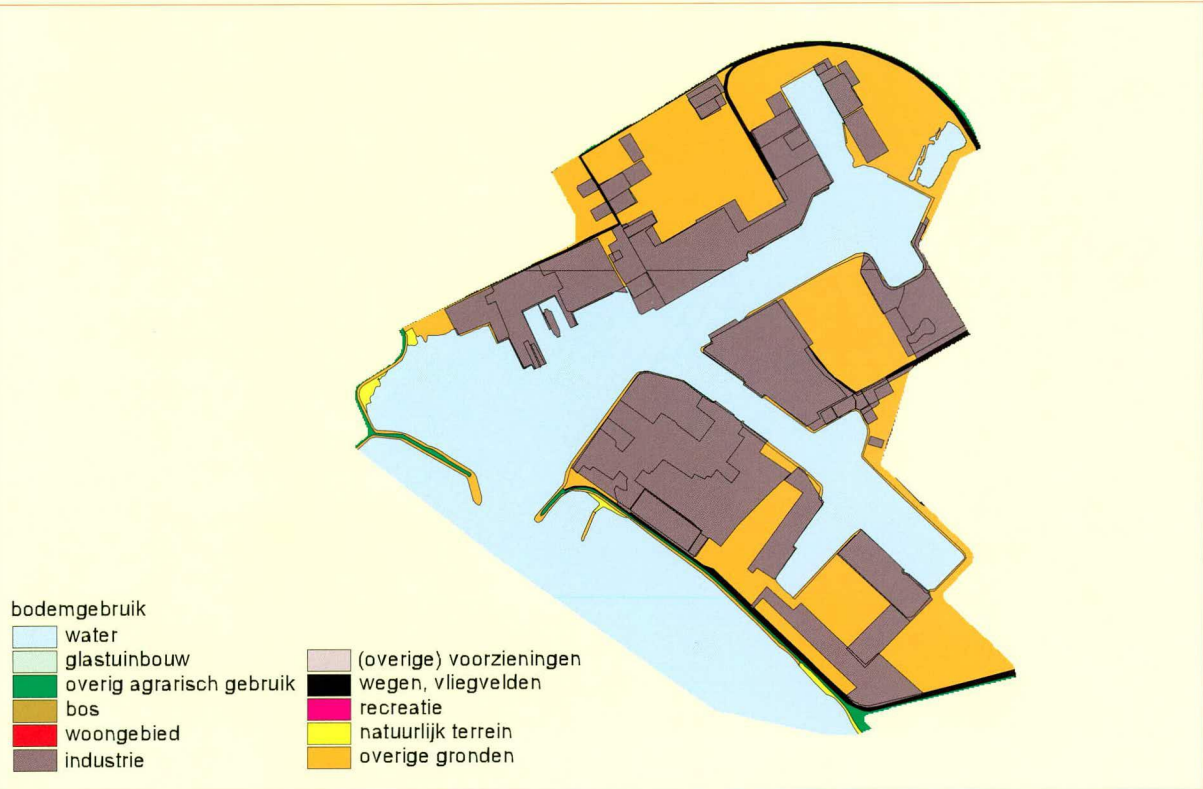 bodemgebruik
water
glastuinbouw
overig agrarisch gebruik
bos
woongebied
industrie
(overige) voorzieningen
wegen, vliegvelden
recreatie
natuurlijk terrein
overige gronden